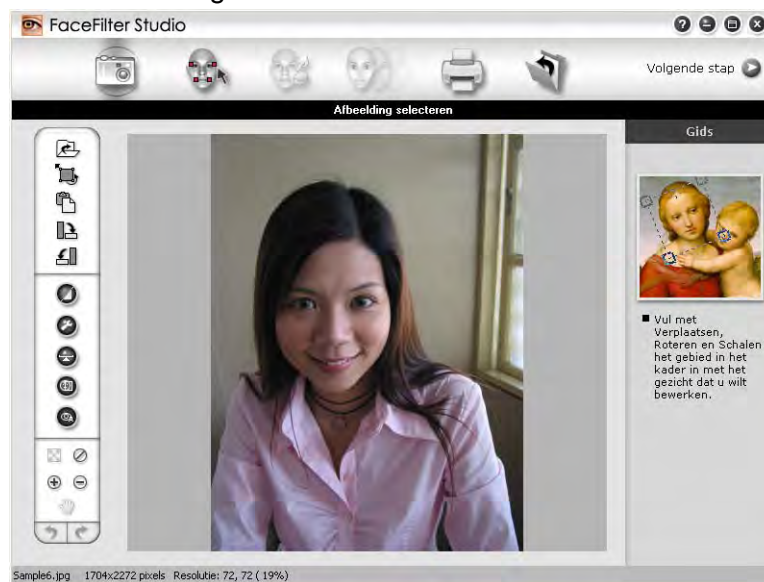 FaceFilter Studio
Volgende stap
Afbeelding selecteren
Gids
Vul met
Verplaatsen,
Roteren en Schalen
het gebied in het
kader in met het
gezicht dat u wilt
bewerken.
Sample6.jpg 1704x2272 pixels Resolutie: 72, 72 ( 19%)